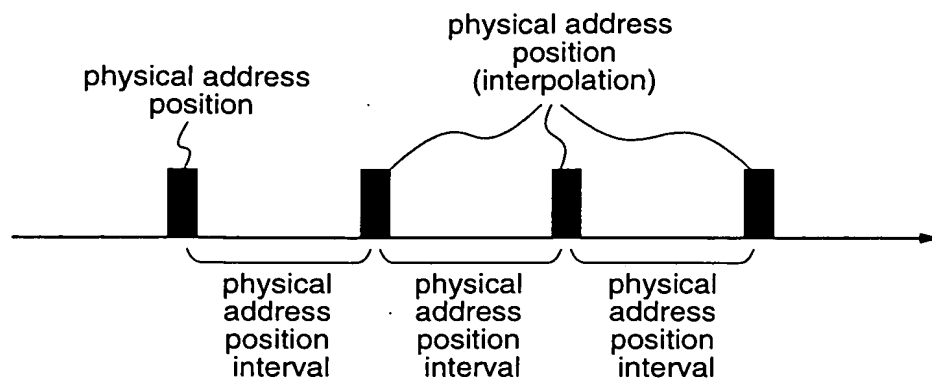 physical address
position
(interpolation)
physical address
position
physical
address
position
interval
physical
address
position
interval
physical
address
position
interval